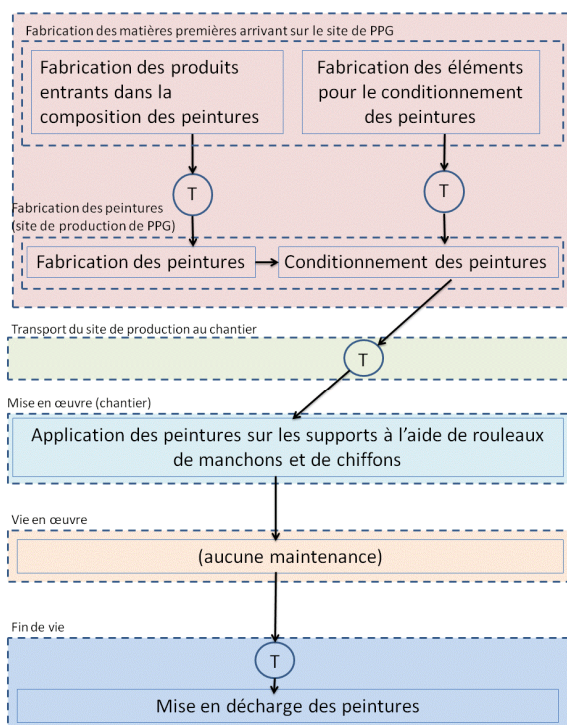 Fabrication des matières premières arrivant sur le site de PPG
Fabrication des produits
entrants dans la
composition des peintures
Fabrication des éléments
pour le conditionnement
des peintures
T
T
Fabrication des peintures
(site de production de PPG)
Fabrication des peintures
Conditionnement des peintures
Transport du site de production au chantier
T
Mise en œuvre (chantier)
Application des peintures sur les supports à l'aide de rouleaux
de manchons et de chiffons
Vie en œuvre
(aucune maintenance)
Fin de vie
T
Mise en décharge des peintures